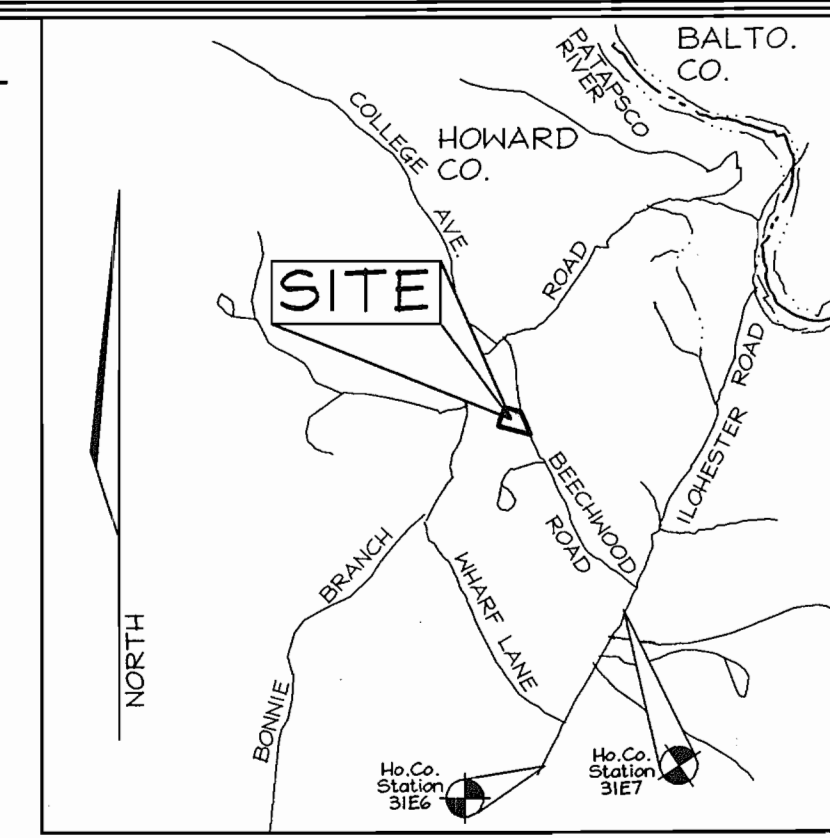 BALTO.
CO.
PATAPSCO
RIVER
COLLEGE AVE.
HOWARD
CO.
SITE
ROAD
ILCHESTER ROAD
BEECHWOOD
ROAD
BONNIE BRANCH
WHARF LANE
NORTH
Ho.Co.
Station
31E6
Ho.Co.
Station
31E7